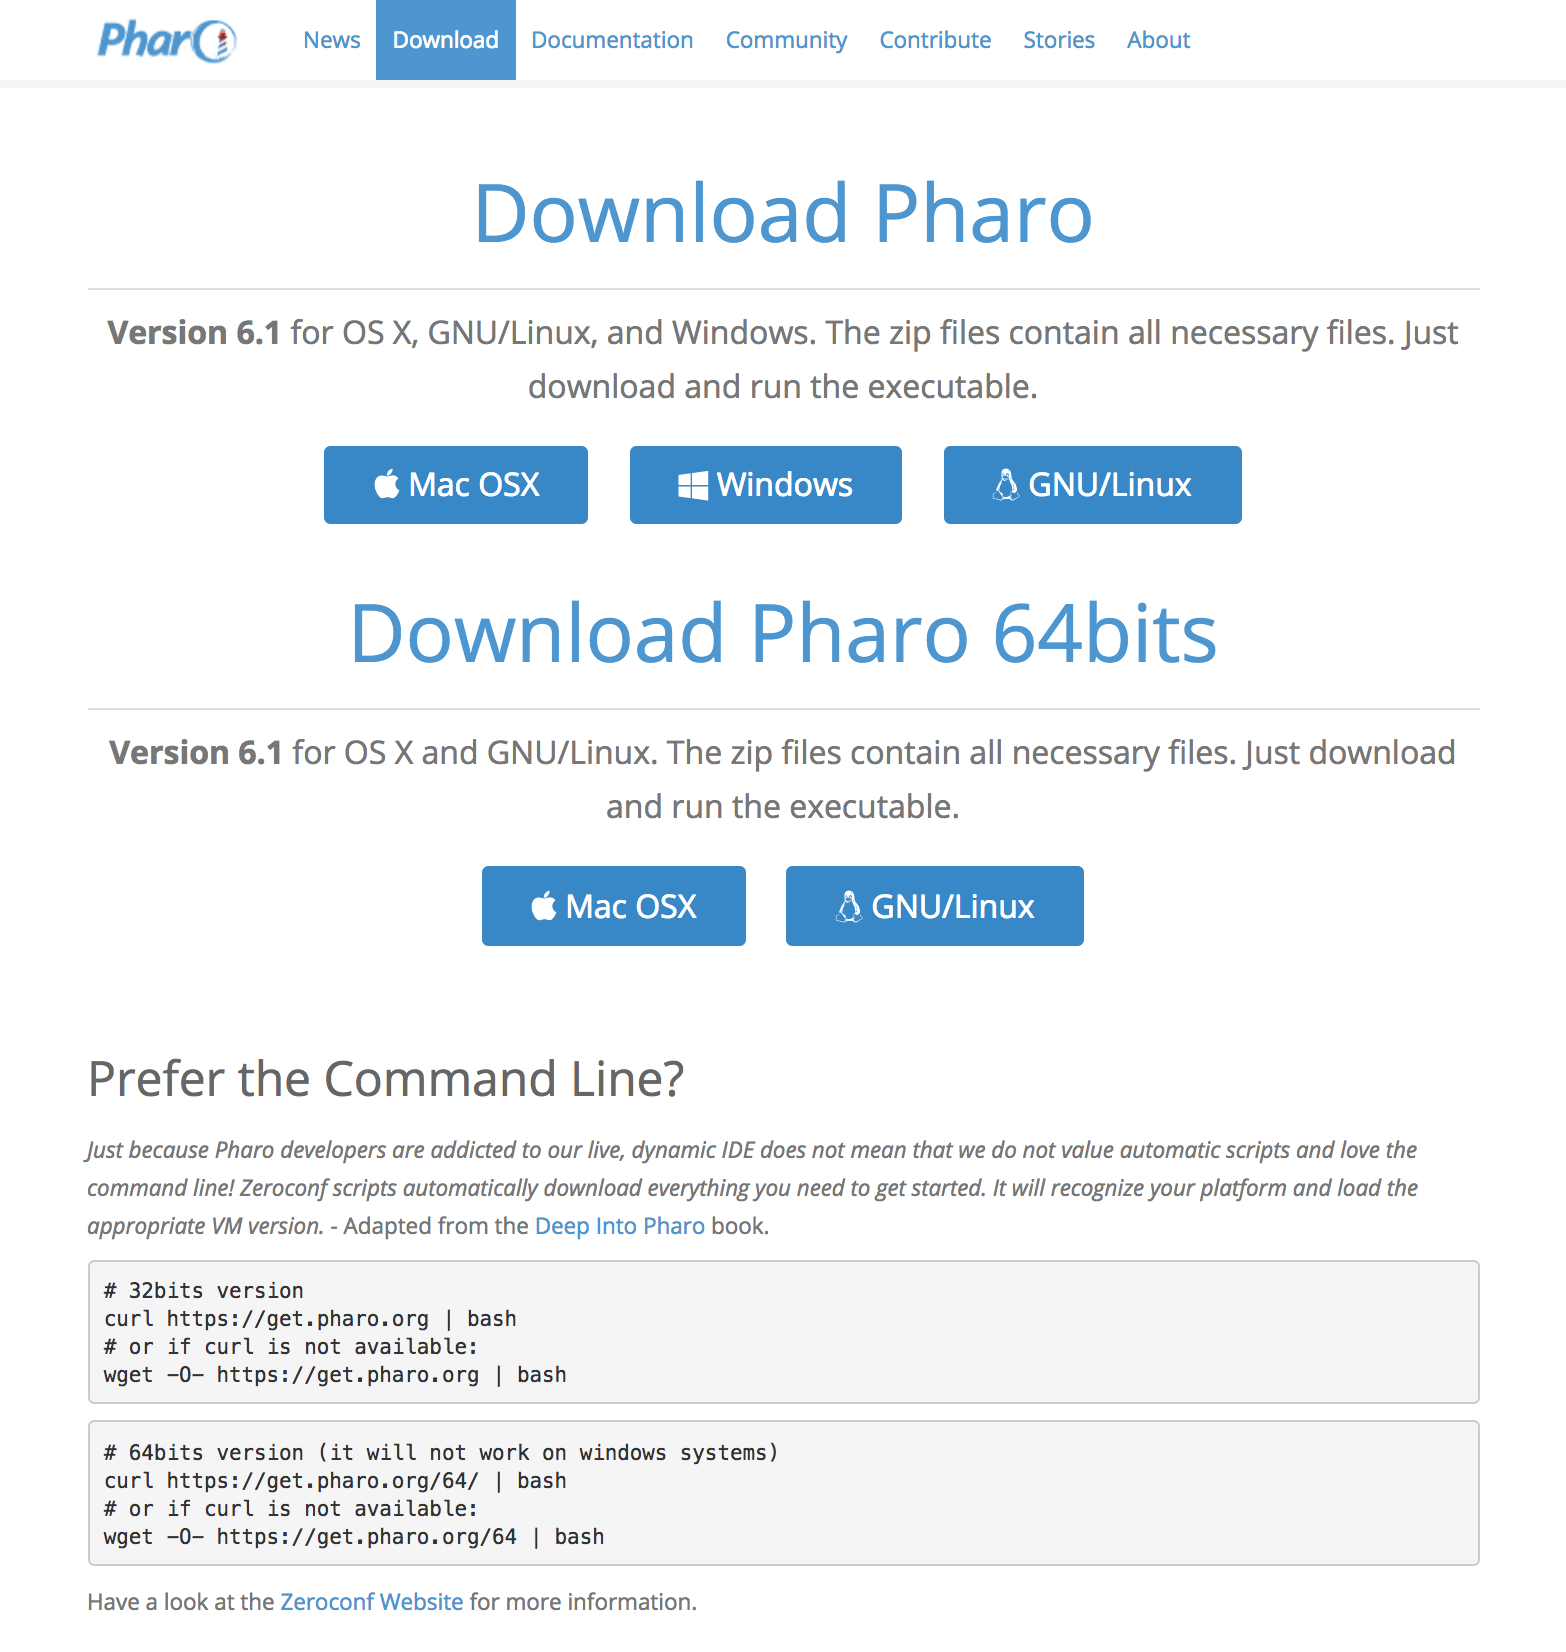 Pharo
News
Download
Documentation
Community
Contribute
Stories
About
Download Pharo
Version 6.1 for OS X, GNU/Linux, and Windows. The zip files contain all necessary files. Just
download and run the executable.
Mac OSX
Windows
GNU/Linux
Download Pharo 64bits
Version 6.1 for OS X and GNU/Linux. The zip files contain all necessary files. Just download
and run the executable.
Mac OSX
GNU/Linux
Prefer the Command Line?
Just because Pharo developers are addicted to our live, dynamic IDE does not mean that we do not value automatic scripts and love the
command line! Zeroconf scripts automatically download everything you need to get started. It will recognize your platform and load the
appropriate VM version. - Adapted from the Deep Into Pharo book.
# 32bits version
curl https://get.pharo.org | bash
# or if curl is not available:
wget -O- https://get.pharo.org | bash
# 64bits version (it will not work on windows systems)
curl https://get.pharo.org/64/ | bash
# or if curl is not available:
wget -O- https://get.pharo.org/64 | bash
Have a look at the Zeroconf Website for more information.